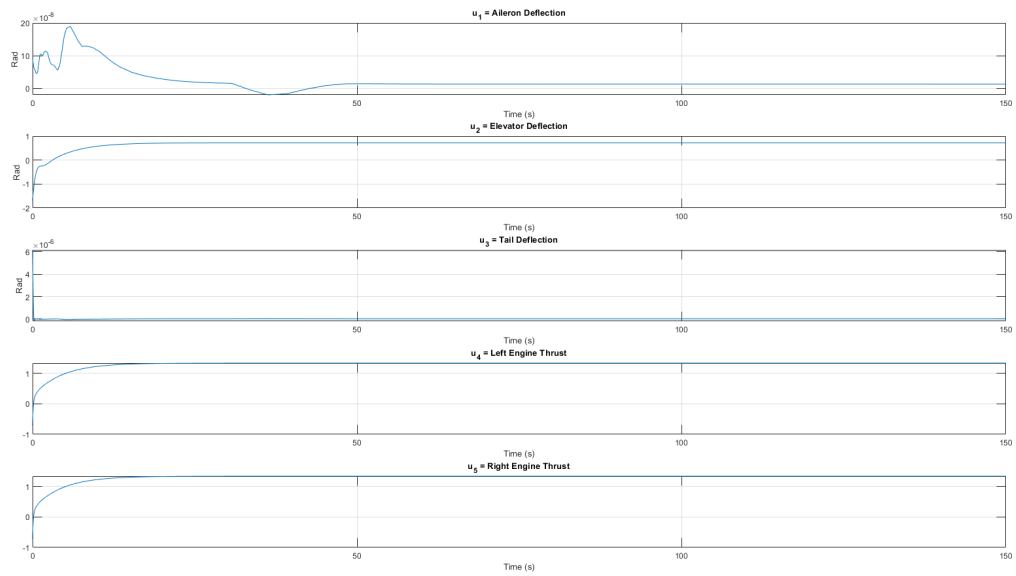 u1 = Aileron Deflection
×10-8
20
10
0
Rad
0 50 100 150
Time (s)
u2 = Elevator Deflection
1
0
-1
-2
Rad
0 50 100 150
Time (s)
u3 = Tail Deflection
×10-6
6
4
2
0
Rad
0 50 100 150
Time (s)
u4 = Left Engine Thrust
1
0
-1
0 50 100 150
Time (s)
u5 = Right Engine Thrust
1
0
-1
0 50 100 150
Time (s)